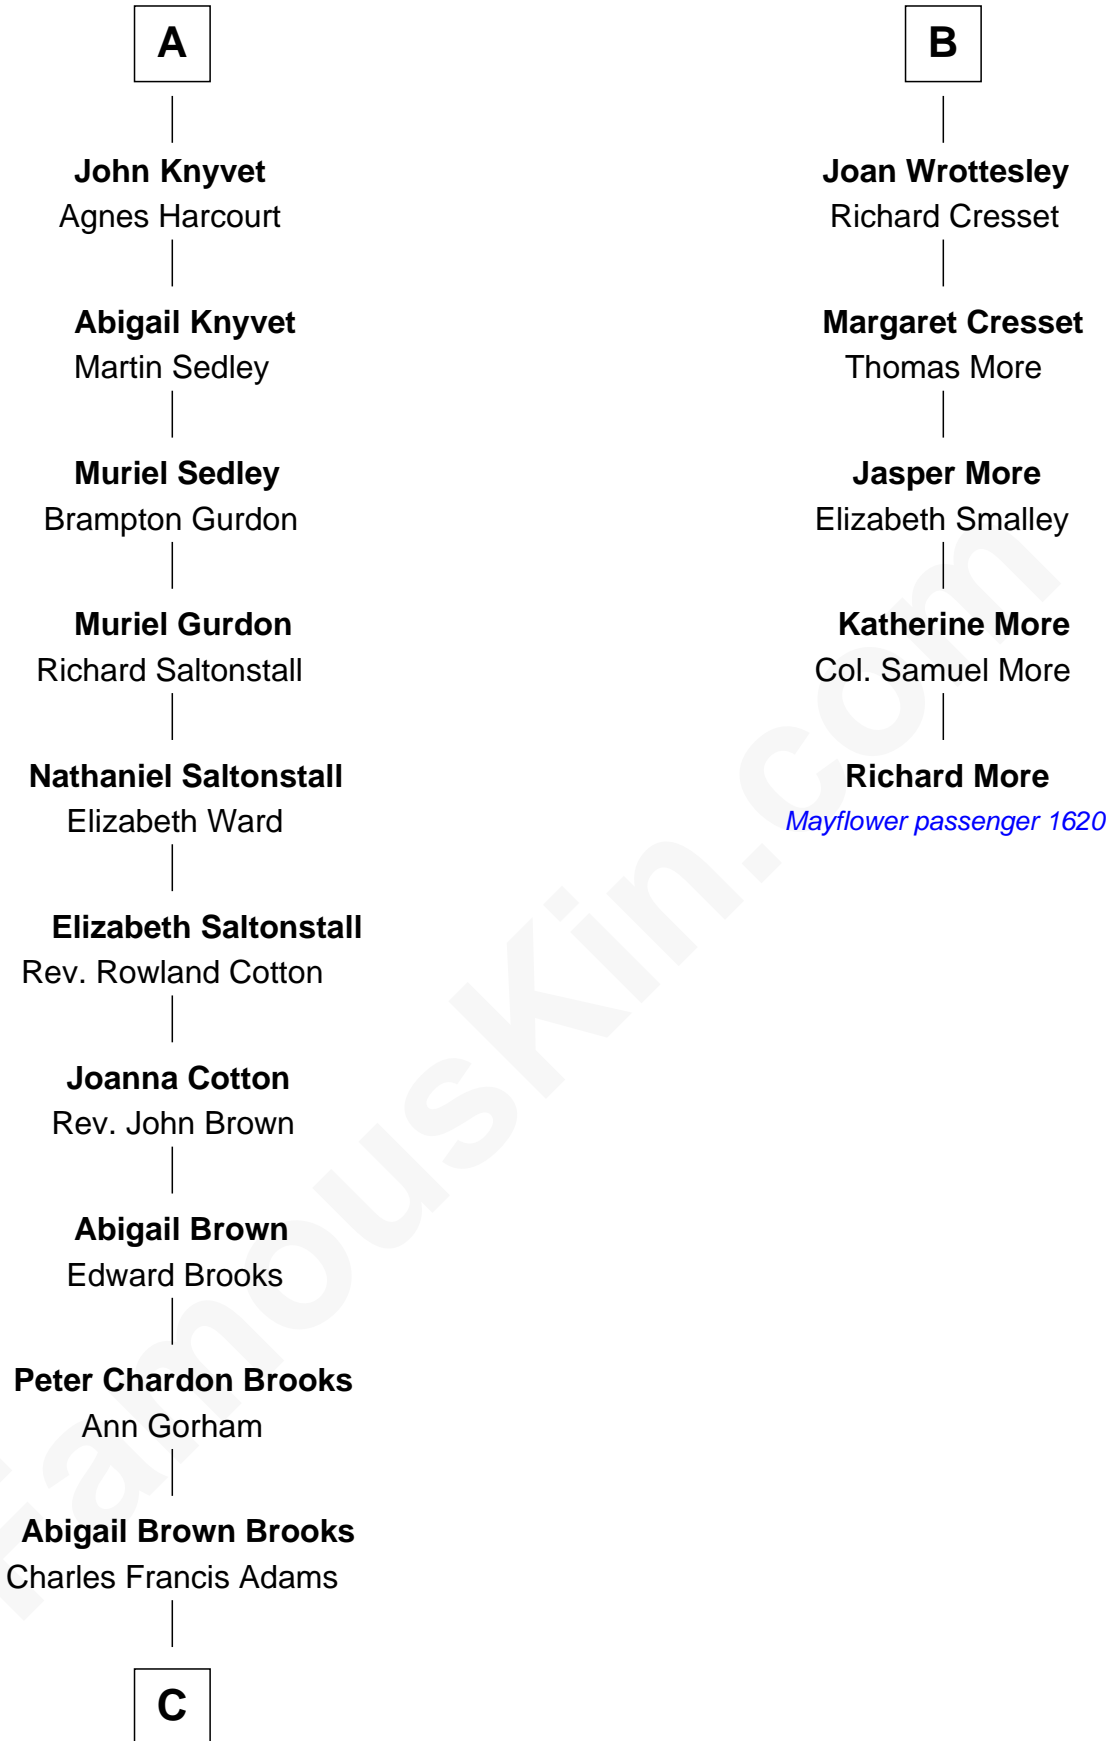 A
John Knyvet
Agnes Harcourt
Abigail Knyvet
Martin Sedley
Muriel Sedley
Brampton Gurdon
Muriel Gurdon
Richard Saltonstall
Nathaniel Saltonstall
Elizabeth Ward
Elizabeth Saltonstall
Rev. Rowland Cotton
Joanna Cotton
Rev. John Brown
Abigail Brown
Edward Brooks
Peter Chardon Brooks
Ann Gorham
Abigail Brown Brooks
Charles Francis Adams
C
B
Joan Wrottesley
Richard Cresset
Margaret Cresset
Thomas More
Jasper More
Elizabeth Smalley
Katherine More
Col. Samuel More
Richard More
Mayflower passenger 1620
FamousKin.com